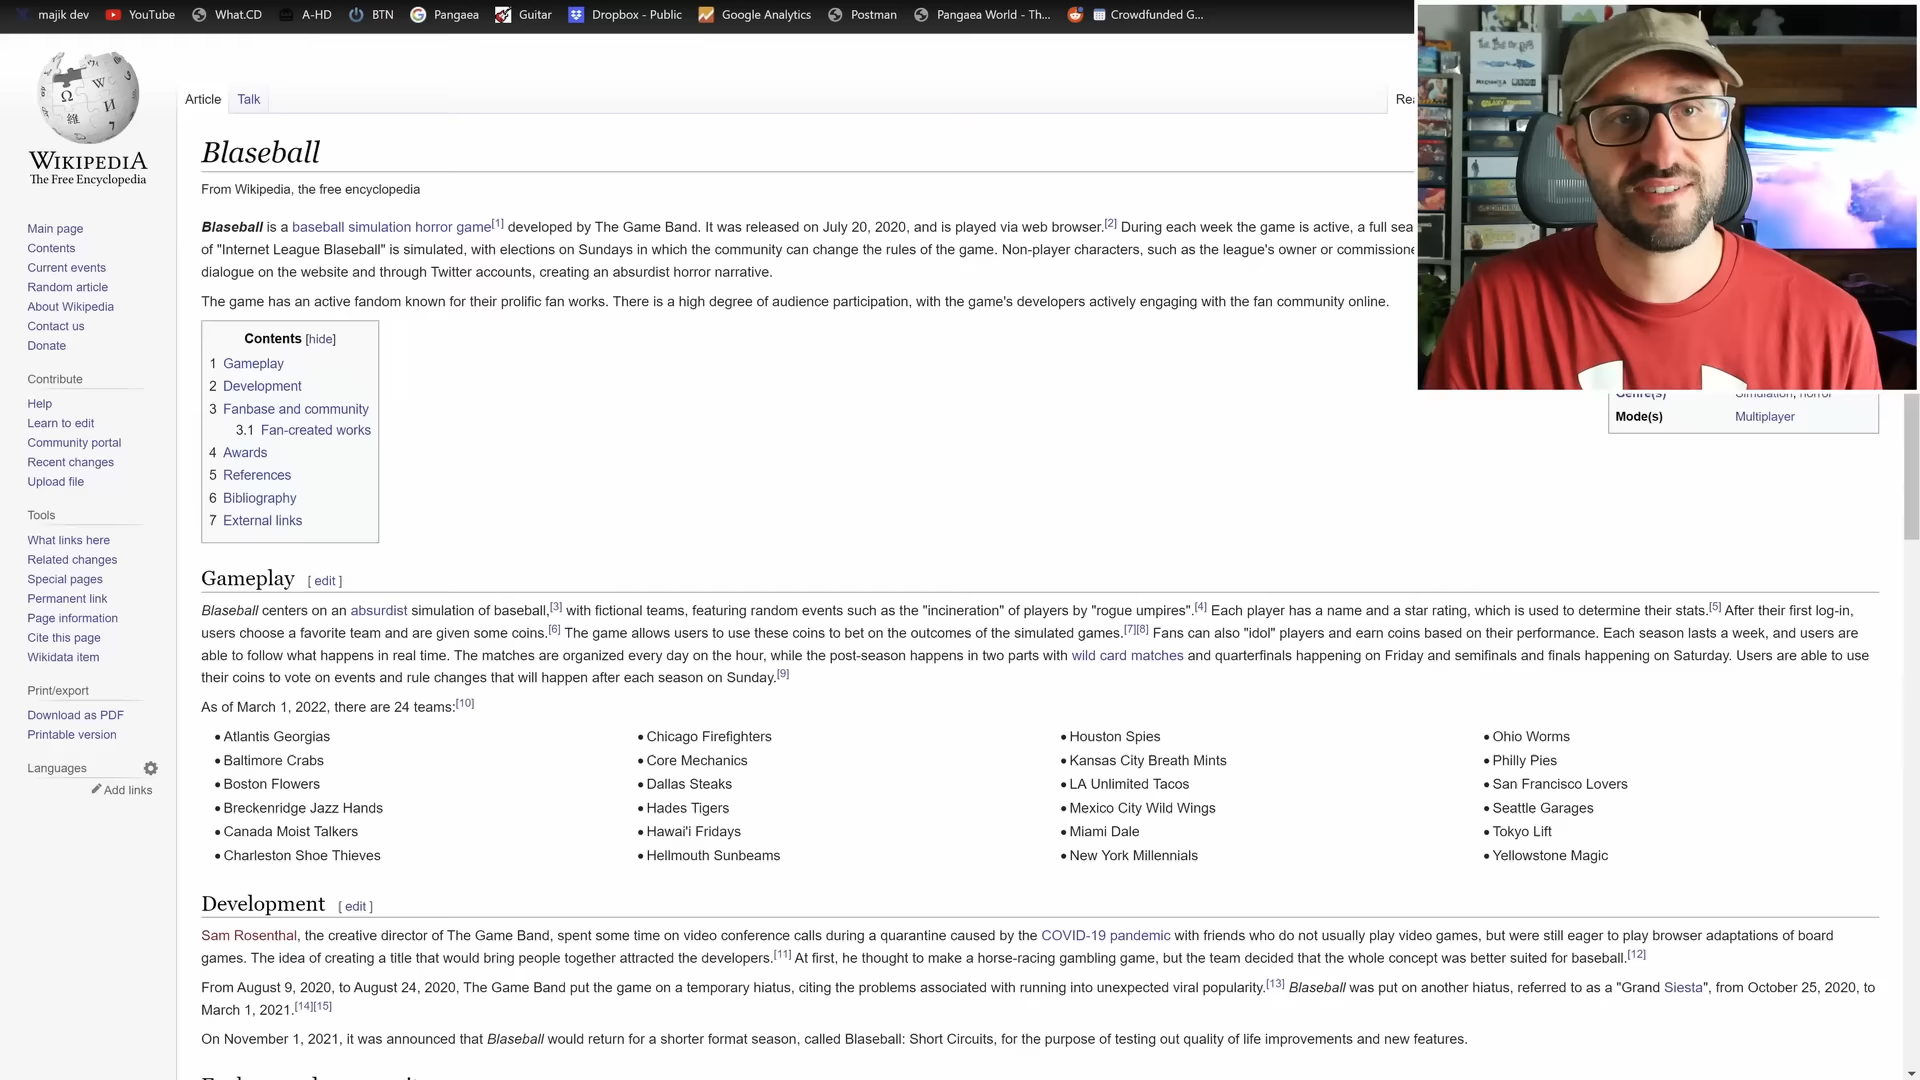 majik dev YouTube What.CD A-HD BTN Pangaea Guitar Dropbox - Public Google Analytics Postman Pangaea World - Th... Crowdfunded G...
WIKIPEDIA
The Free Encyclopedia
Main page
Contents
Current events
Random article
About Wikipedia
Contact us
Donate
Contribute
Help
Learn to edit
Community portal
Recent changes
Upload file
Tools
What links here
Related changes
Special pages
Permanent link
Page information
Cite this page
Wikidata item
Print/export
Download as PDF
Printable version
Languages
Add links
Article Talk
Blaseball
From Wikipedia, the free encyclopedia
Blaseball is a baseball simulation horror game[1] developed by The Game Band. It was released on July 20, 2020, and is played via web browser.[2] During each week the game is active, a full sea
of "Internet League Blaseball" is simulated, with elections on Sundays in which the community can change the rules of the game. Non-player characters, such as the league's owner or commissione
dialogue on the website and through Twitter accounts, creating an absurdist horror narrative.
The game has an active fandom known for their prolific fan works. There is a high degree of audience participation, with the game's developers actively engaging with the fan community online.
Contents [hide]
1 Gameplay
2 Development
3 Fanbase and community
3.1 Fan-created works
4 Awards
5 References
6 Bibliography
7 External links
Genre(s) Simulation, horror
Mode(s) Multiplayer
Gameplay [ edit ]
Blaseball centers on an absurdist simulation of baseball,[3] with fictional teams, featuring random events such as the "incineration" of players by "rogue umpires".[4] Each player has a name and a star rating, which is used to determine their stats.[5] After their first log-in,
users choose a favorite team and are given some coins.[6] The game allows users to use these coins to bet on the outcomes of the simulated games.[7][8] Fans can also "idol" players and earn coins based on their performance. Each season lasts a week, and users are
able to follow what happens in real time. The matches are organized every day on the hour, while the post-season happens in two parts with wild card matches and quarterfinals happening on Friday and semifinals and finals happening on Saturday. Users are able to use
their coins to vote on events and rule changes that will happen after each season on Sunday.[9]
As of March 1, 2022, there are 24 teams:[10]
• Atlantis Georgias
• Baltimore Crabs
• Boston Flowers
• Breckenridge Jazz Hands
• Canada Moist Talkers
• Charleston Shoe Thieves
• Chicago Firefighters
• Core Mechanics
• Dallas Steaks
• Hades Tigers
• Hawai'i Fridays
• Hellmouth Sunbeams
• Houston Spies
• Kansas City Breath Mints
• LA Unlimited Tacos
• Mexico City Wild Wings
• Miami Dale
• New York Millennials
• Ohio Worms
• Philly Pies
• San Francisco Lovers
• Seattle Garages
• Tokyo Lift
• Yellowstone Magic
Development [ edit ]
Sam Rosenthal, the creative director of The Game Band, spent some time on video conference calls during a quarantine caused by the COVID-19 pandemic with friends who do not usually play video games, but were still eager to play browser adaptations of board
games. The idea of creating a title that would bring people together attracted the developers.[11] At first, he thought to make a horse-racing gambling game, but the team decided that the whole concept was better suited for baseball.[12]
From August 9, 2020, to August 24, 2020, The Game Band put the game on a temporary hiatus, citing the problems associated with running into unexpected viral popularity.[13] Blaseball was put on another hiatus, referred to as a "Grand Siesta", from October 25, 2020, to
March 1, 2021.[14][15]
On November 1, 2021, it was announced that Blaseball would return for a shorter format season, called Blaseball: Short Circuits, for the purpose of testing out quality of life improvements and new features.